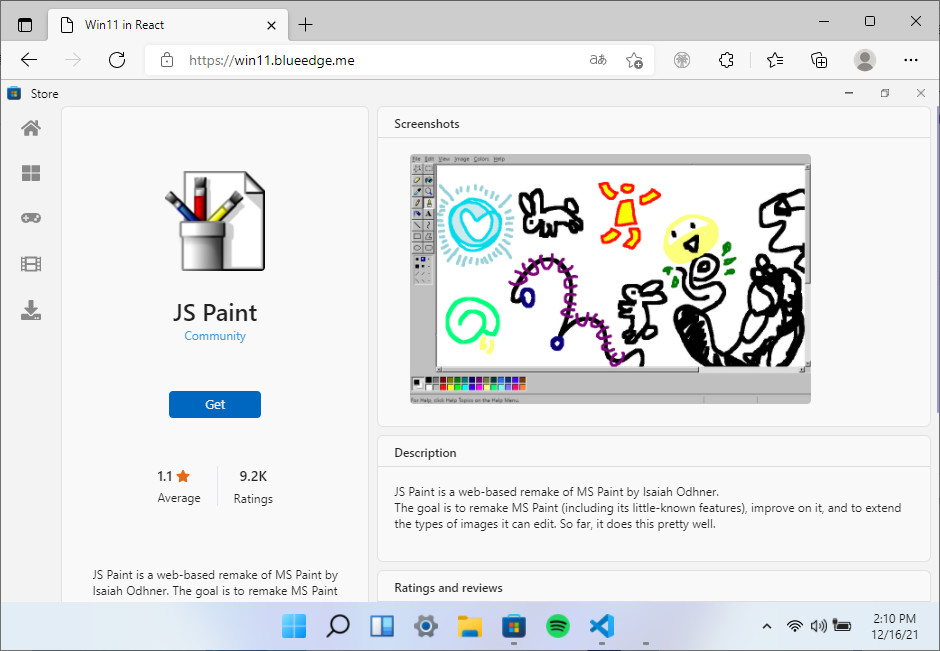 Win11 in React
https://win11.blueedge.me
aあ
Store
JS Paint
Community
Get
1.1
Average
9.2K
Ratings
JS Paint is a web-based remake of MS Paint by
Isaiah Odhner. The goal is to remake MS Paint
Screenshots
File Edit View Image Colors Help
A
For Help, click Help Topics on the Help Menu.
Description
JS Paint is a web-based remake of MS Paint by Isaiah Odhner.
The goal is to remake MS Paint (including its little-known features), improve on it, and to extend
the types of images it can edit. So far, it does this pretty well.
Ratings and reviews
2:10 PM
12/16/21